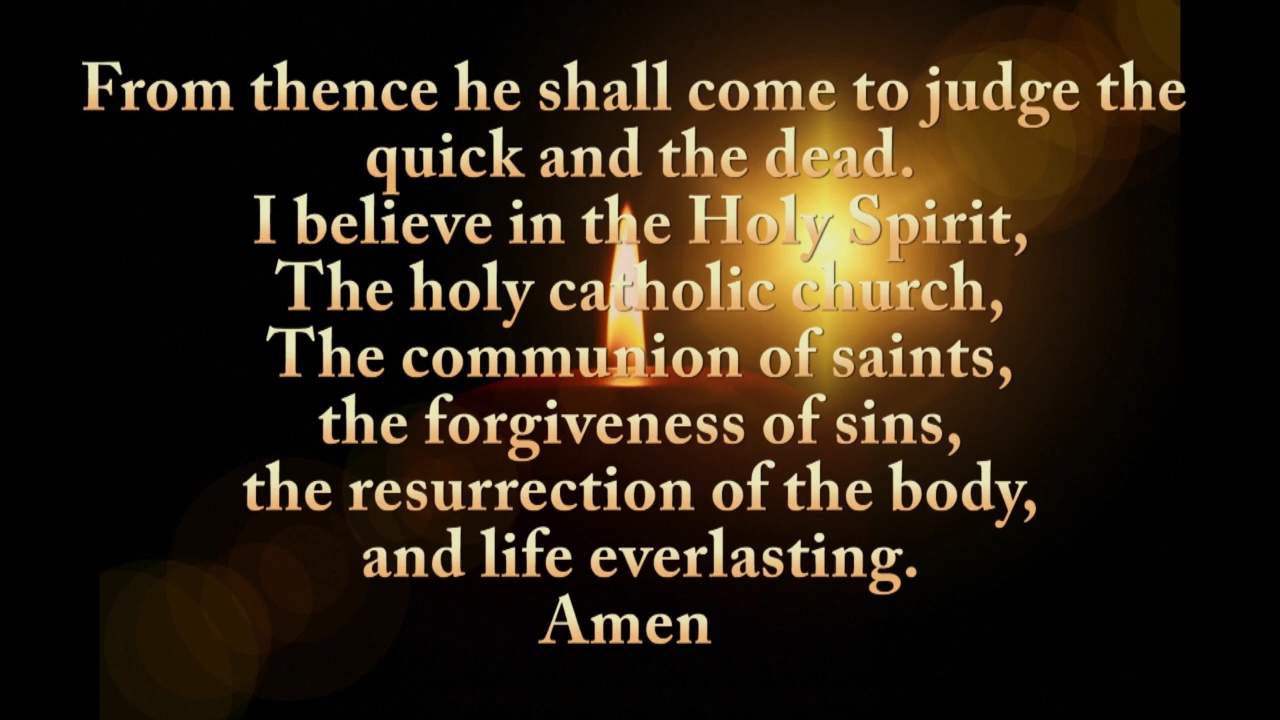 From thence he shall come to judge the
quick and the dead.
I believe in the Holy Spirit,
The holy catholic church,
The communion of saints,
the forgiveness of sins,
the resurrection of the body,
and life everlasting.
Amen